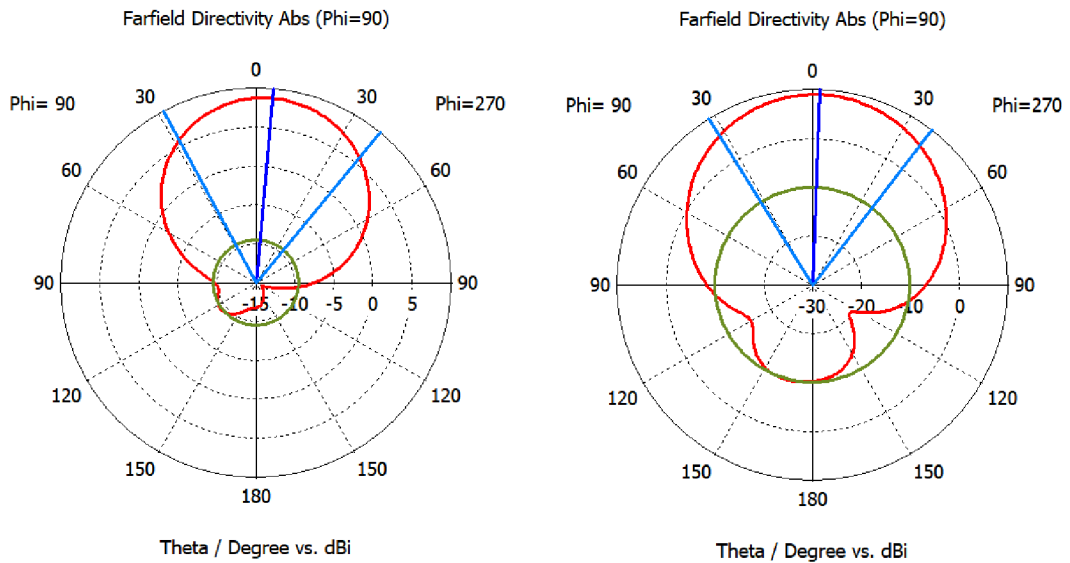 Farfield Directivity Abs (Phi=90)
0
Phi= 90 30 30 Phi=270
60 60
90 -15 -10 -5 0 5 90
120 120
150 150
180
Theta / Degree vs. dBi
Farfield Directivity Abs (Phi=90)
0
Phi= 90 30 30 Phi=270
60 60
90 -30 -20 -10 0 90
120 120
150 150
180
Theta / Degree vs. dBi